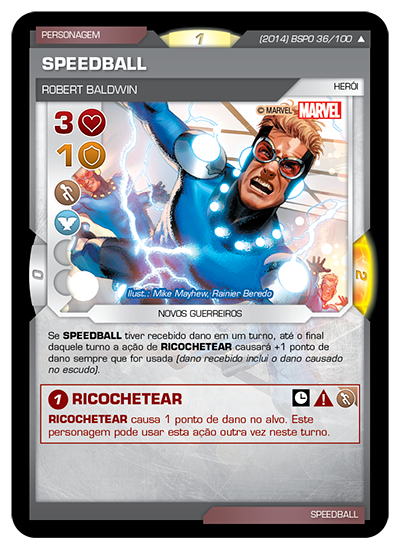 PERSONAGEM
1
(2014) BSPO 36/100 ▲
SPEEDBALL
ROBERT BALDWIN
HERÓI
© MARVEL MARVEL
3
1
0
2
Ilust.: Mike Mayhew, Rainier Beredo
NOVOS GUERREIROS
Se SPEEDBALL tiver recebido dano em um turno, até o final
daquele turno a ação de RICOCHETEAR causará +1 ponto de
dano sempre que for usada (dano recebido inclui o dano causado
no escudo).
1 RICOCHETEAR
RICOCHETEAR causa 1 ponto de dano no alvo. Este
personagem pode usar esta ação outra vez neste turno.
SPEEDBALL